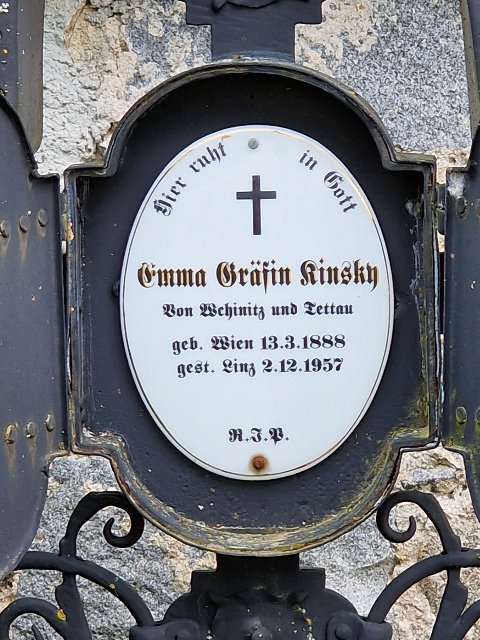 Hier ruht in Gott
Emma Gräfin Kinsky
Von Wchinitz und Tettau
geb. Wien 13.3.1888
gest. Linz 2.12.1957
R.I.P.